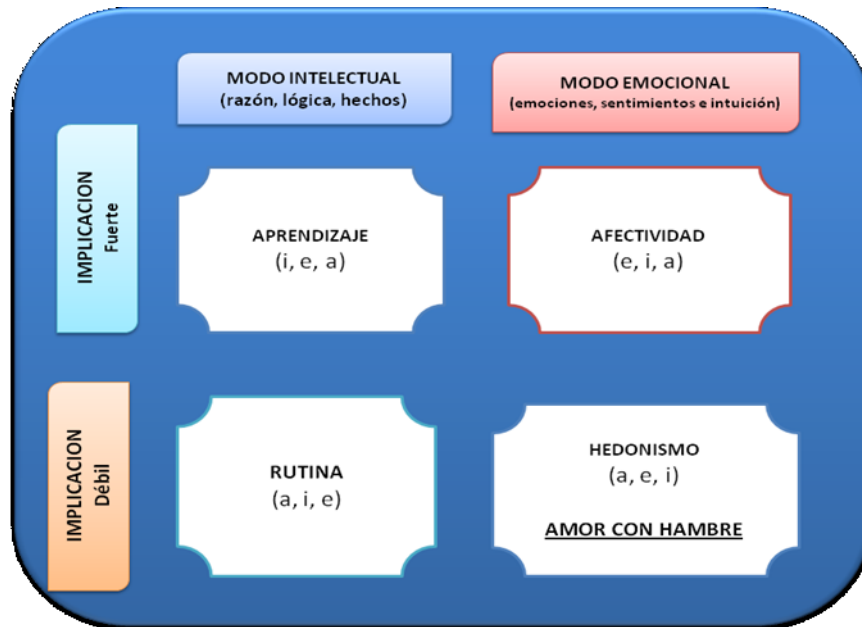 MODO INTELECTUAL
(razón, lógica, hechos)
MODO EMOCIONAL
(emociones, sentimientos e intuición)
IMPLICACION
Fuerte
APRENDIZAJE
(i, e, a)
AFECTIVIDAD
(e, i, a)
IMPLICACION
Débil
RUTINA
(a, i, e)
HEDONISMO
(a, e, i)
AMOR CON HAMBRE